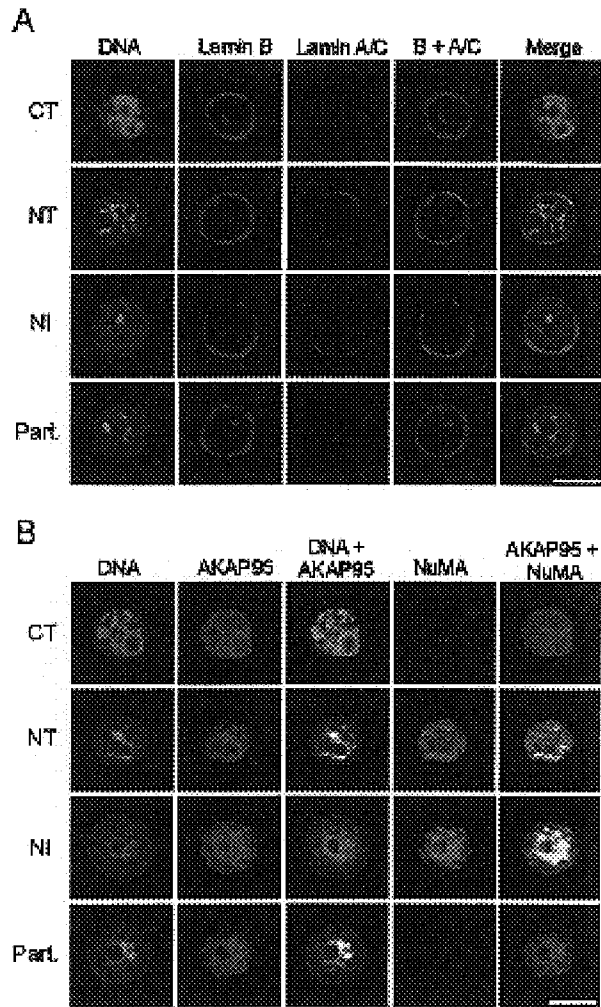 A
DNA Lamin B Lamin A/C B + A/C Merge
CT
NT
NI
Part.
B
DNA AKAP95 DNA + AKAP95 NuMA AKAP95 + NuMA
CT
NT
NI
Part.